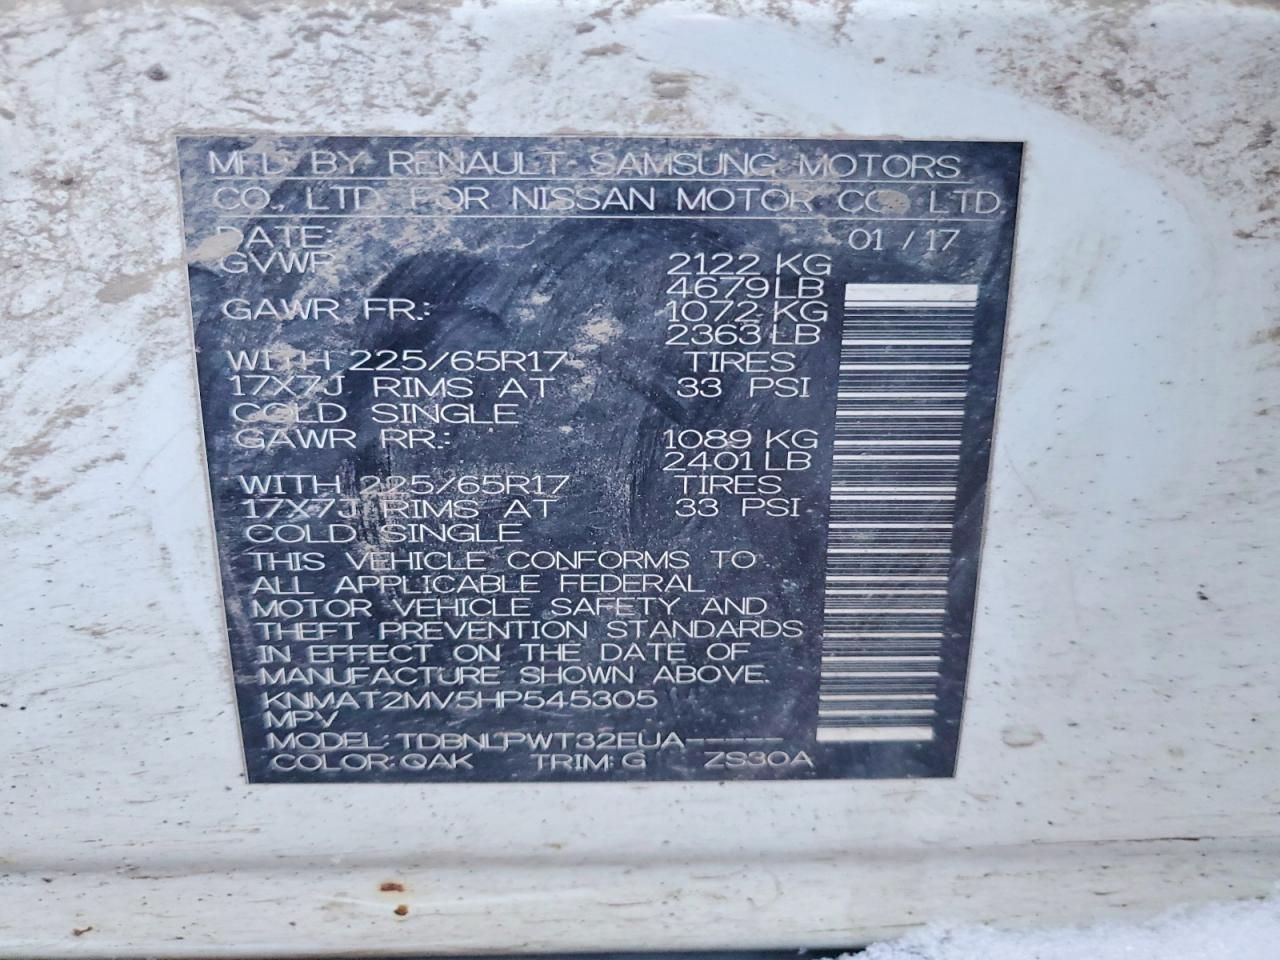 MFD BY RENAULT SAMSUNG MOTORS
CO., LTD. FOR NISSAN MOTOR CO., LTD
DATE: 01 / 17
GVWR 2122 KG
4679 LB
GAWR FR.: 1072 KG
2363 LB
WITH 225/65R17 TIRES
17X7J RIMS AT 33 PSI
COLD SINGLE
GAWR RR.: 1089 KG
2401 LB
WITH 225/65R17 TIRES
17X7J RIMS AT 33 PSI
COLD SINGLE
THIS VEHICLE CONFORMS TO
ALL APPLICABLE FEDERAL
MOTOR VEHICLE SAFETY AND
THEFT PREVENTION STANDARDS
IN EFFECT ON THE DATE OF
MANUFACTURE SHOWN ABOVE.
KNMAT2MV5HP545305
MPV
MODEL: TDBNLPWT32EUA-----
COLOR: QAK TRIM: G ZS30A